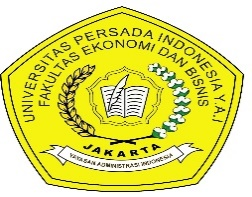 UNIVERSITAS PERSADA INDONESIA Y.A.I
FAKULTAS EKONOMI DAN BISNIS
JAKARTA
YAYASAN ADMINISTRASI INDONESIA